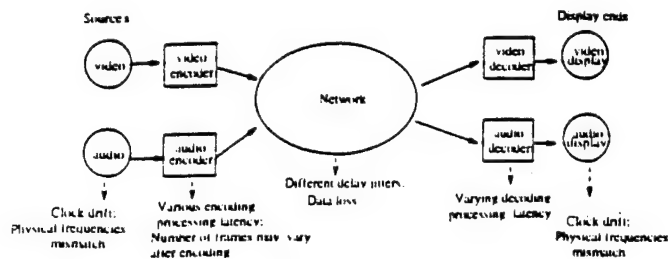 Sources
Display ends
video
video
encoder
Network
video
decoder
video
display
audio
audio
encoder
audio
decoder
audio
display
Different delay jitters;
Data loss
Clock drift;
Physical frequencies
mismatch
Various encoding
processing latency;
Number of frames may vary
after encoding
Varying decoding
processing latency
Clock drift;
Physical frequencies
mismatch